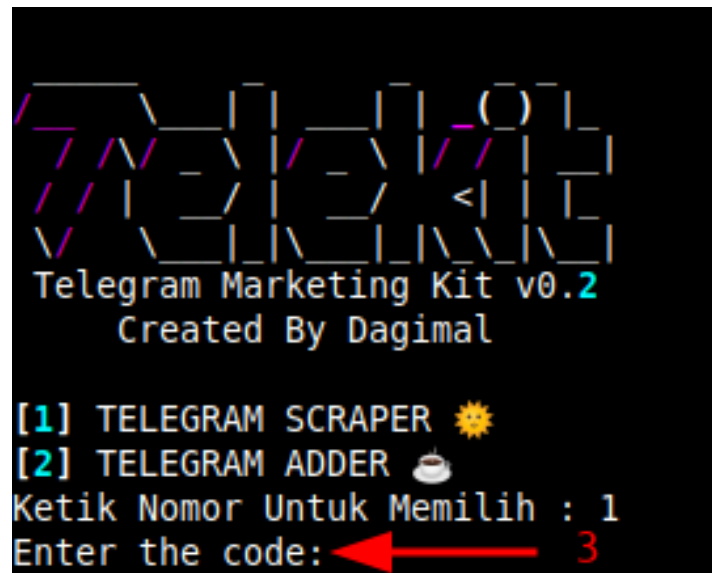 Telekit
Telegram Marketing Kit v0.2
Created By Dagimal
[1] TELEGRAM SCRAPER 🌞
[2] TELEGRAM ADDER ☕
Ketik Nomor Untuk Memilih : 1
Enter the code: 3